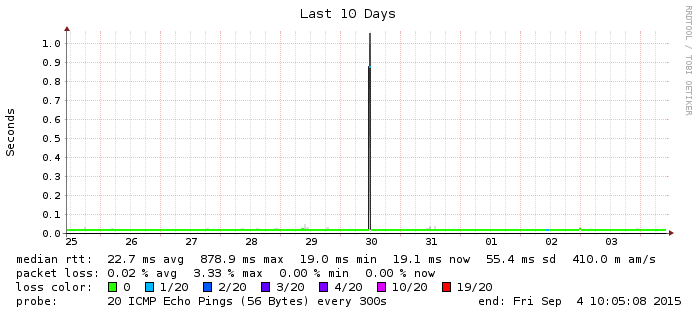 Last 10 Days
RRDTOOL / TOBI OETIKER
Seconds
1.0
0.9
0.8
0.7
0.6
0.5
0.4
0.3
0.2
0.1
0.0
25 26 27 28 29 30 31 01 02 03
median rtt: 22.7 ms avg 878.9 ms max 19.0 ms min 19.1 ms now 55.4 ms sd 410.0 m am/s
packet loss: 0.02 % avg 3.33 % max 0.00 % min 0.00 % now
loss color: 0 1/20 2/20 3/20 4/20 10/20 19/20
probe: 20 ICMP Echo Pings (56 Bytes) every 300s end: Fri Sep 4 10:05:08 2015